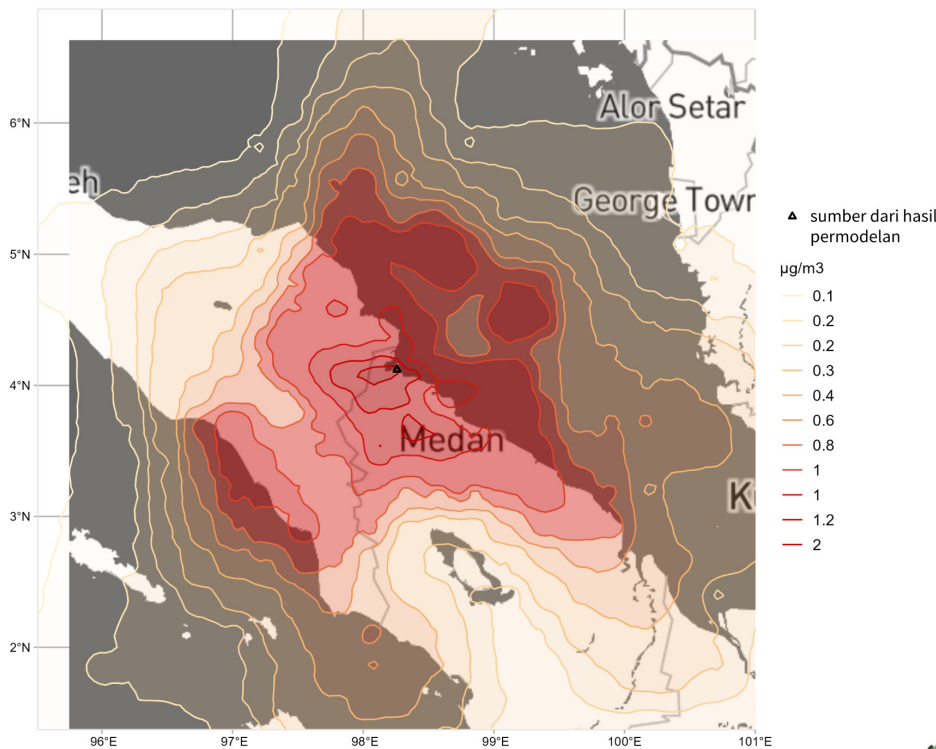 Alor Setar
6°N
eh
George Town
sumber dari hasil
permodelan
5°N
µg/m3
0.1
0.2
0.2
0.3
4°N
0.4
0.6
Medan
0.8
1
K
1
3°N
1.2
2
2°N
96°E
97°E
98°E
99°E
100°E
101°E